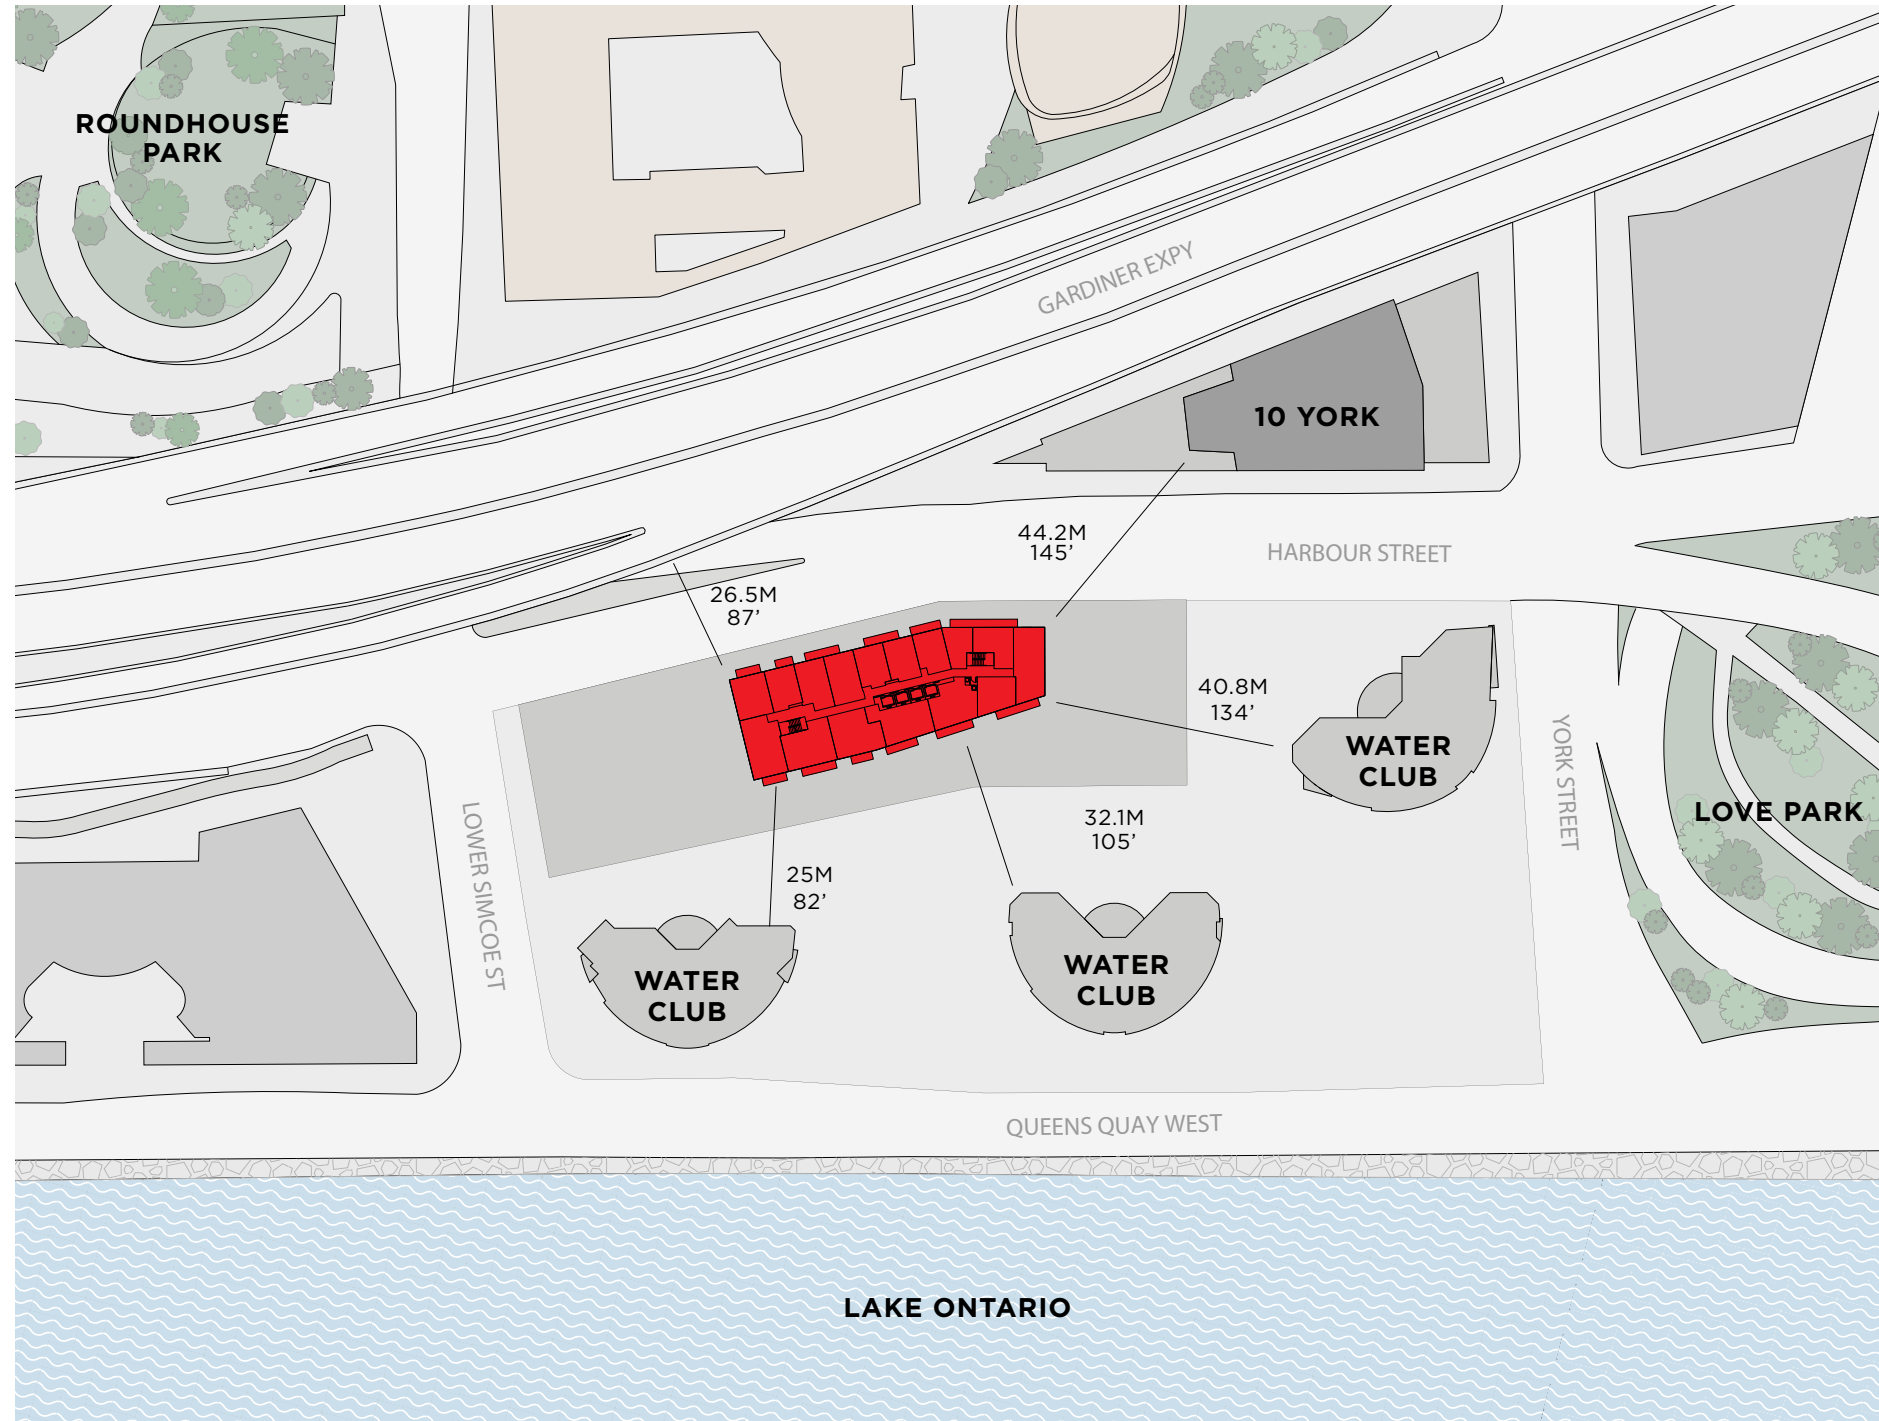 ROUNDHOUSE
PARK
GARDINER EXPY
10 YORK
44.2M
145’
HARBOUR STREET
26.5M
87’
40.8M
134’
WATER
CLUB
YORK STREET
LOVE PARK
LOWER SIMCOE ST
32.1M
105’
25M
82’
WATER
CLUB
WATER
CLUB
QUEENS QUAY WEST
LAKE ONTARIO